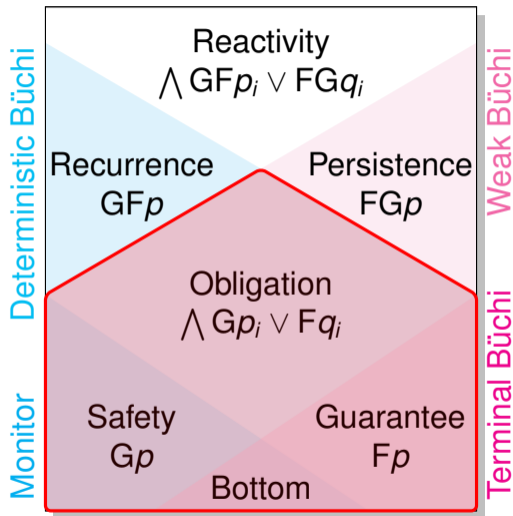 Reactivity
⋀ GFpᵢ ∨ FGqᵢ
Deterministic Büchi
Weak Büchi
Recurrence
GFp
Persistence
FGp
Obligation
⋀ Gpᵢ ∨ Fqᵢ
Monitor
Terminal Büchi
Safety
Gp
Guarantee
Fp
Bottom